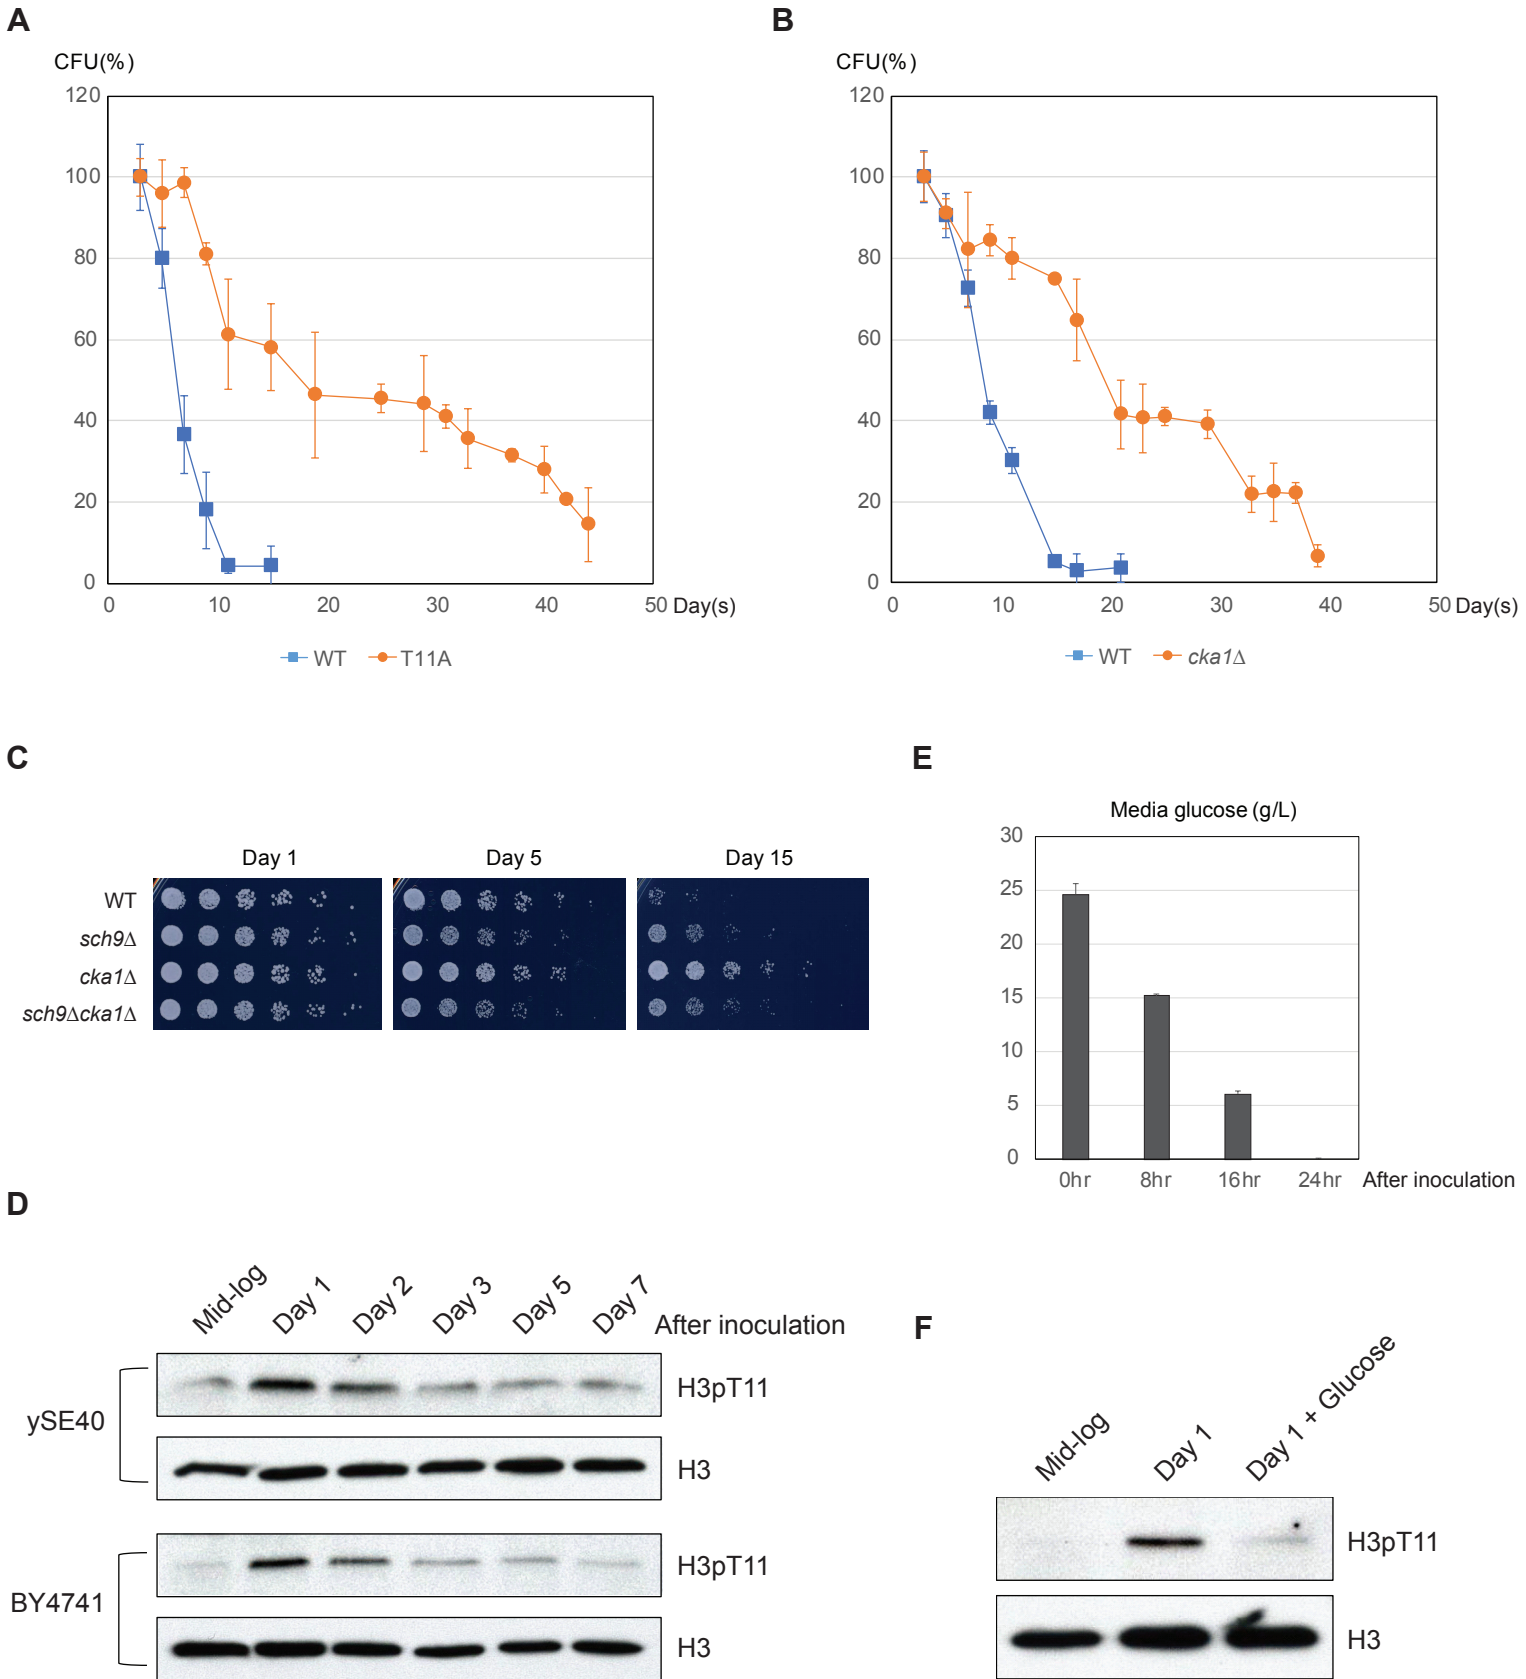 A
CFU(%)
120
100
80
60
40
20
0
0 10 20 30 40 50 Day(s)
WT T11A
B
CFU(%)
120
100
80
60
40
20
0
0 10 20 30 40 50 Day(s)
WT cka1Δ
C
Day 1 Day 5 Day 15
WT
sch9Δ
cka1Δ
sch9Δcka1Δ
E
Media glucose (g/L)
30
25
20
15
10
5
0
0hr 8hr 16hr 24hr After inoculation
D
Mid-log Day 1 Day 2 Day 3 Day 5 Day 7 After inoculation
ySE40
H3pT11
H3
BY4741
H3pT11
H3
F
Mid-log Day 1 Day 1 + Glucose
H3pT11
H3